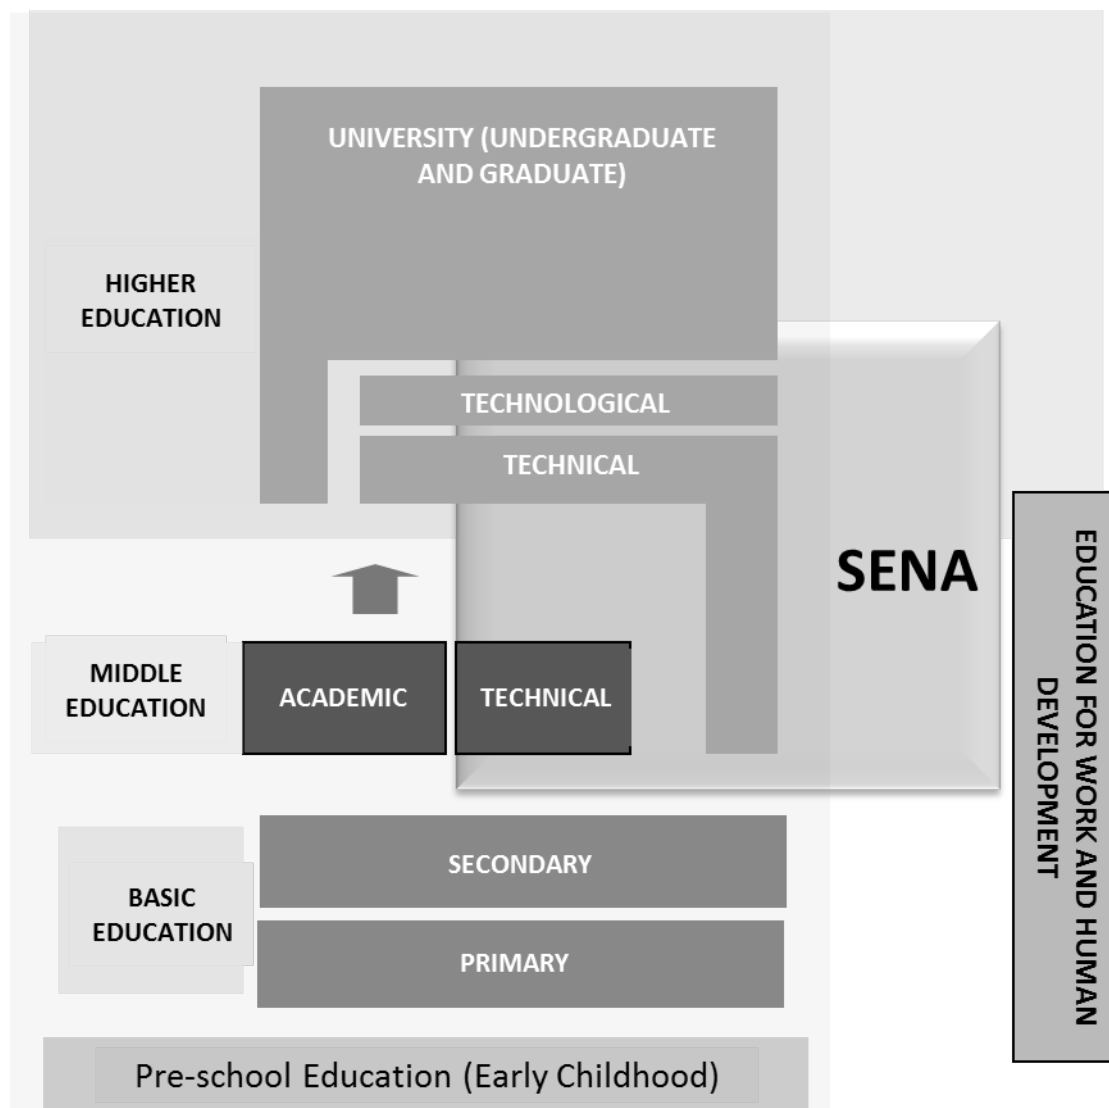 UNIVERSITY (UNDERGRADUATE
AND GRADUATE)
HIGHER
EDUCATION
TECHNOLOGICAL
TECHNICAL
SENA
EDUCATION FOR WORK AND HUMAN
DEVELOPMENT
MIDDLE
EDUCATION
ACADEMIC
TECHNICAL
SECONDARY
BASIC
EDUCATION
PRIMARY
Pre-school Education (Early Childhood)